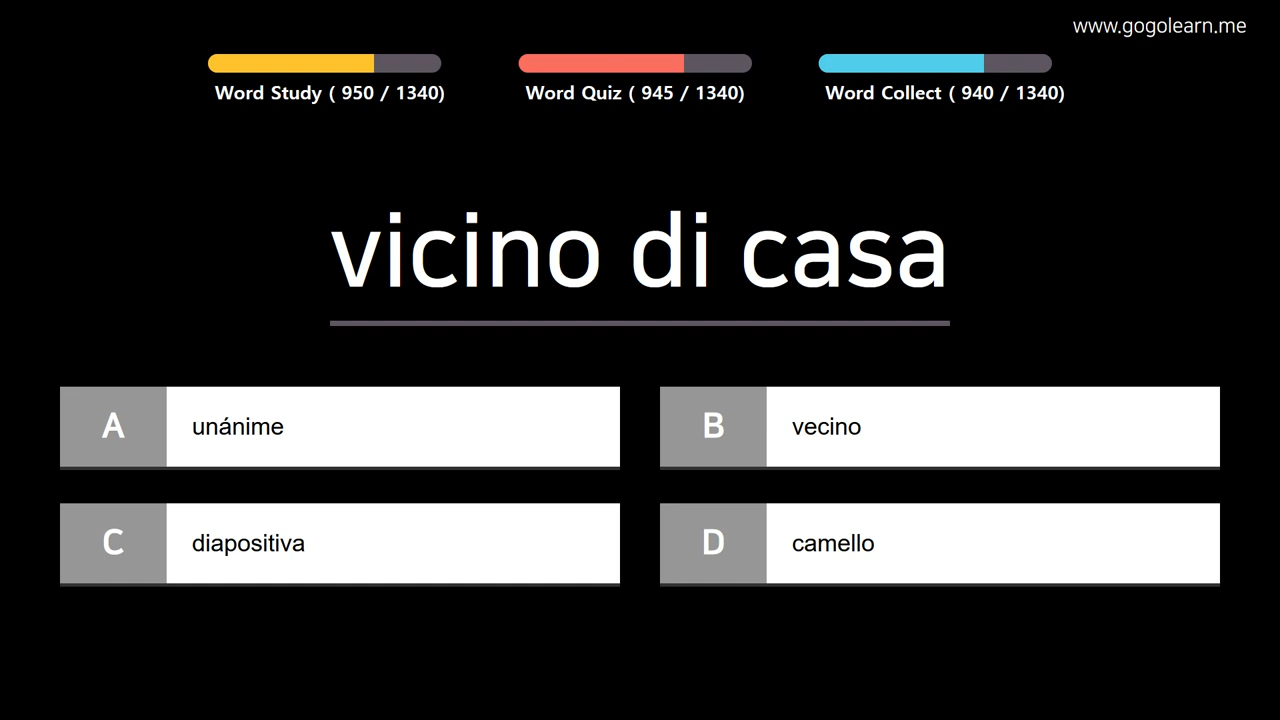 www.gogolearn.me
Word Study ( 950 / 1340)
Word Quiz ( 945 / 1340)
Word Collect ( 940 / 1340)
vicino di casa
A unánime
B vecino
C diapositiva
D camello